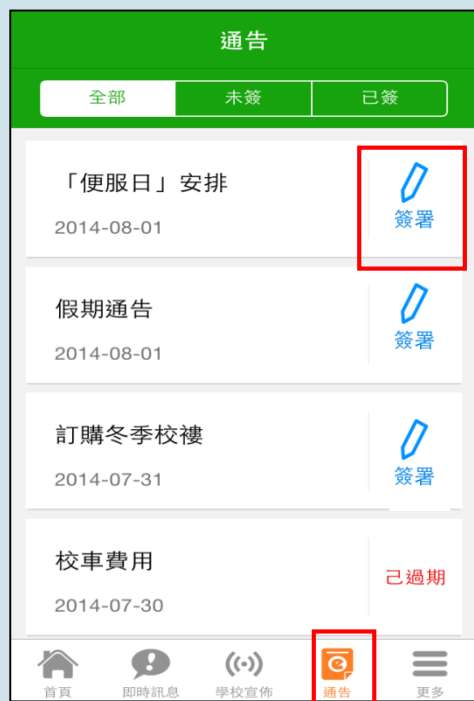 通告
全部 未簽 已簽
「便服日」安排
2014-08-01
簽署
假期通告
2014-08-01
簽署
訂購冬季校褸
2014-07-31
簽署
校車費用
2014-07-30
己過期
首頁 即時訊息 學校宣佈 通告 更多